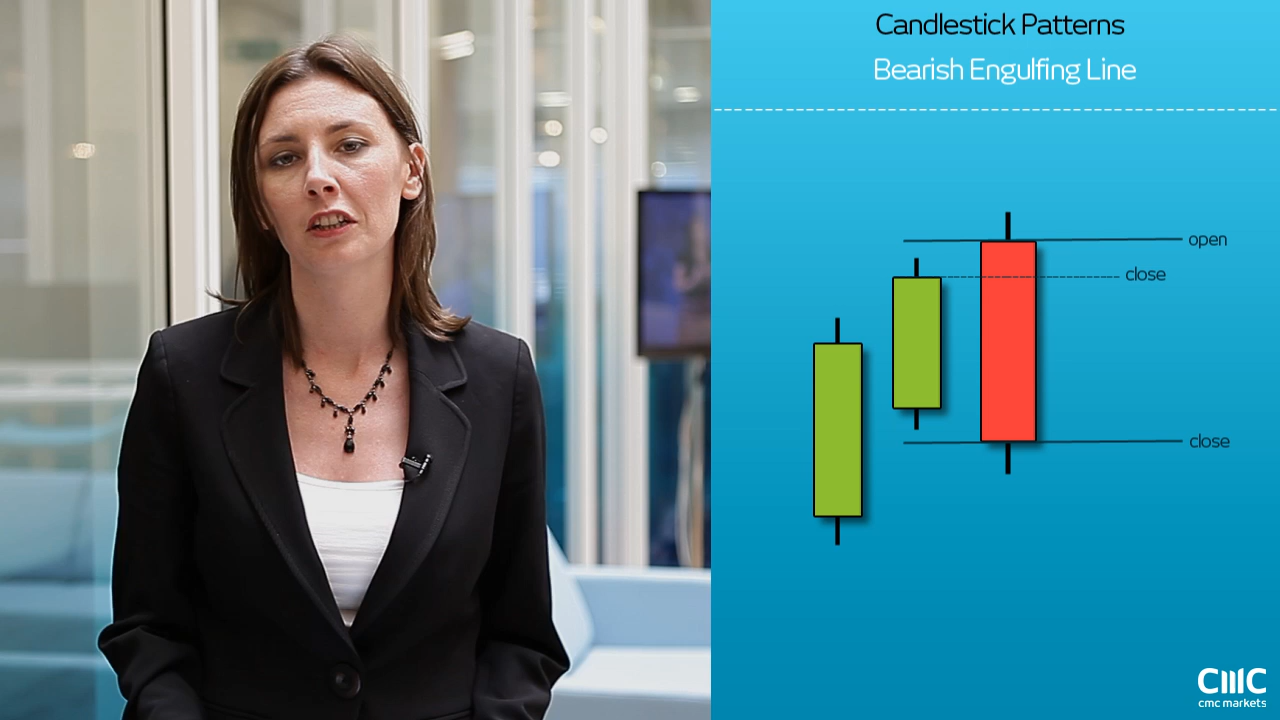 Candlestick Patterns
Bearish Engulfing Line
open
close
close
CMC
cmc markets